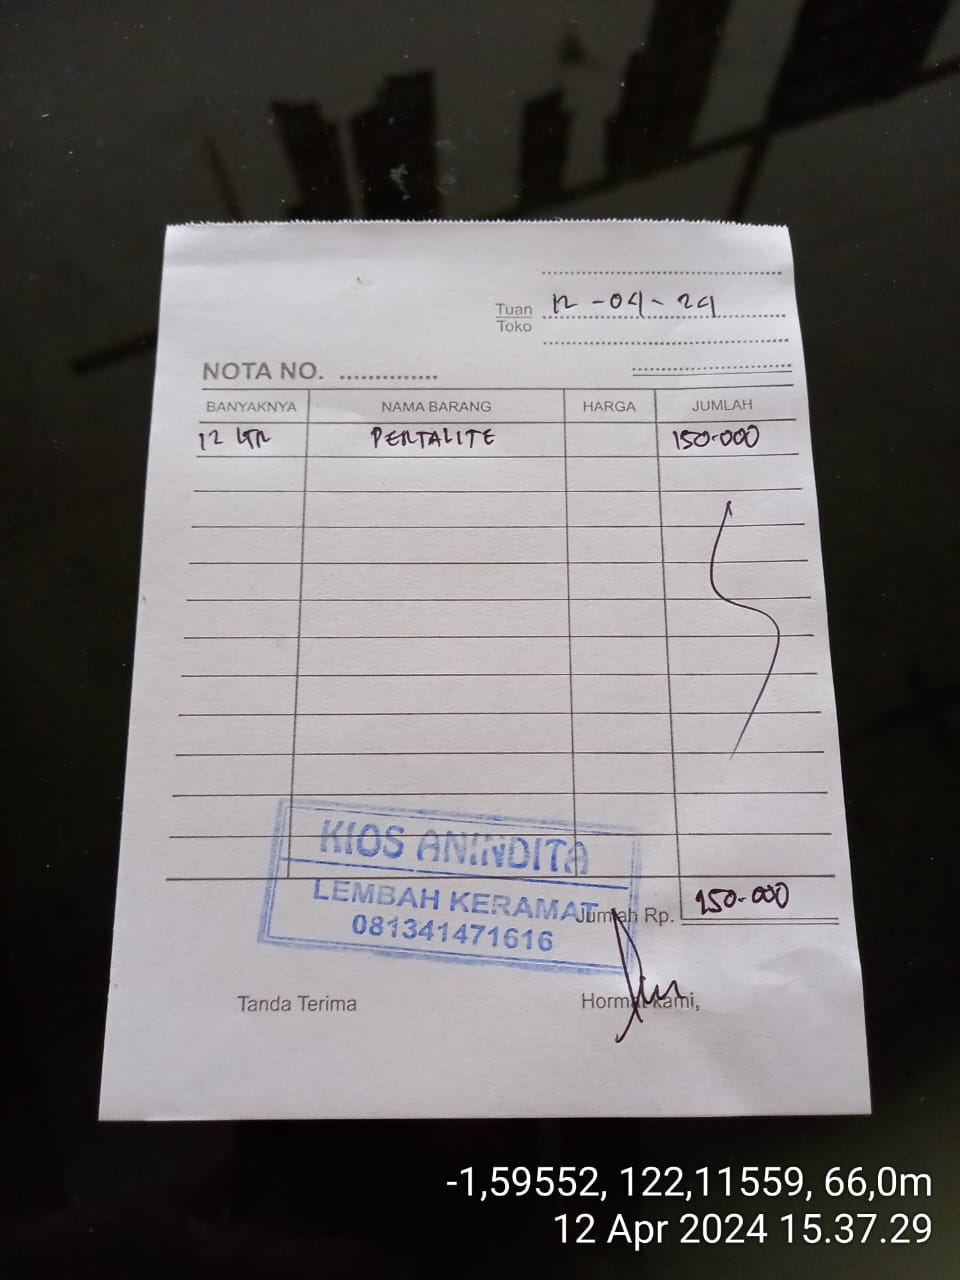 Tuan 12-04-24
Toko
NOTA NO. ..............
BANYAKNYA NAMA BARANG HARGA JUMLAH
12 LTR PERTALITE 150.000
KIOS ANINDITA
LEMBAH KERAMAT
081341471616
Jumlah Rp. 150.000
Tanda Terima Hormat kami,
-1,59552, 122,11559, 66,0m
12 Apr 2024 15.37.29